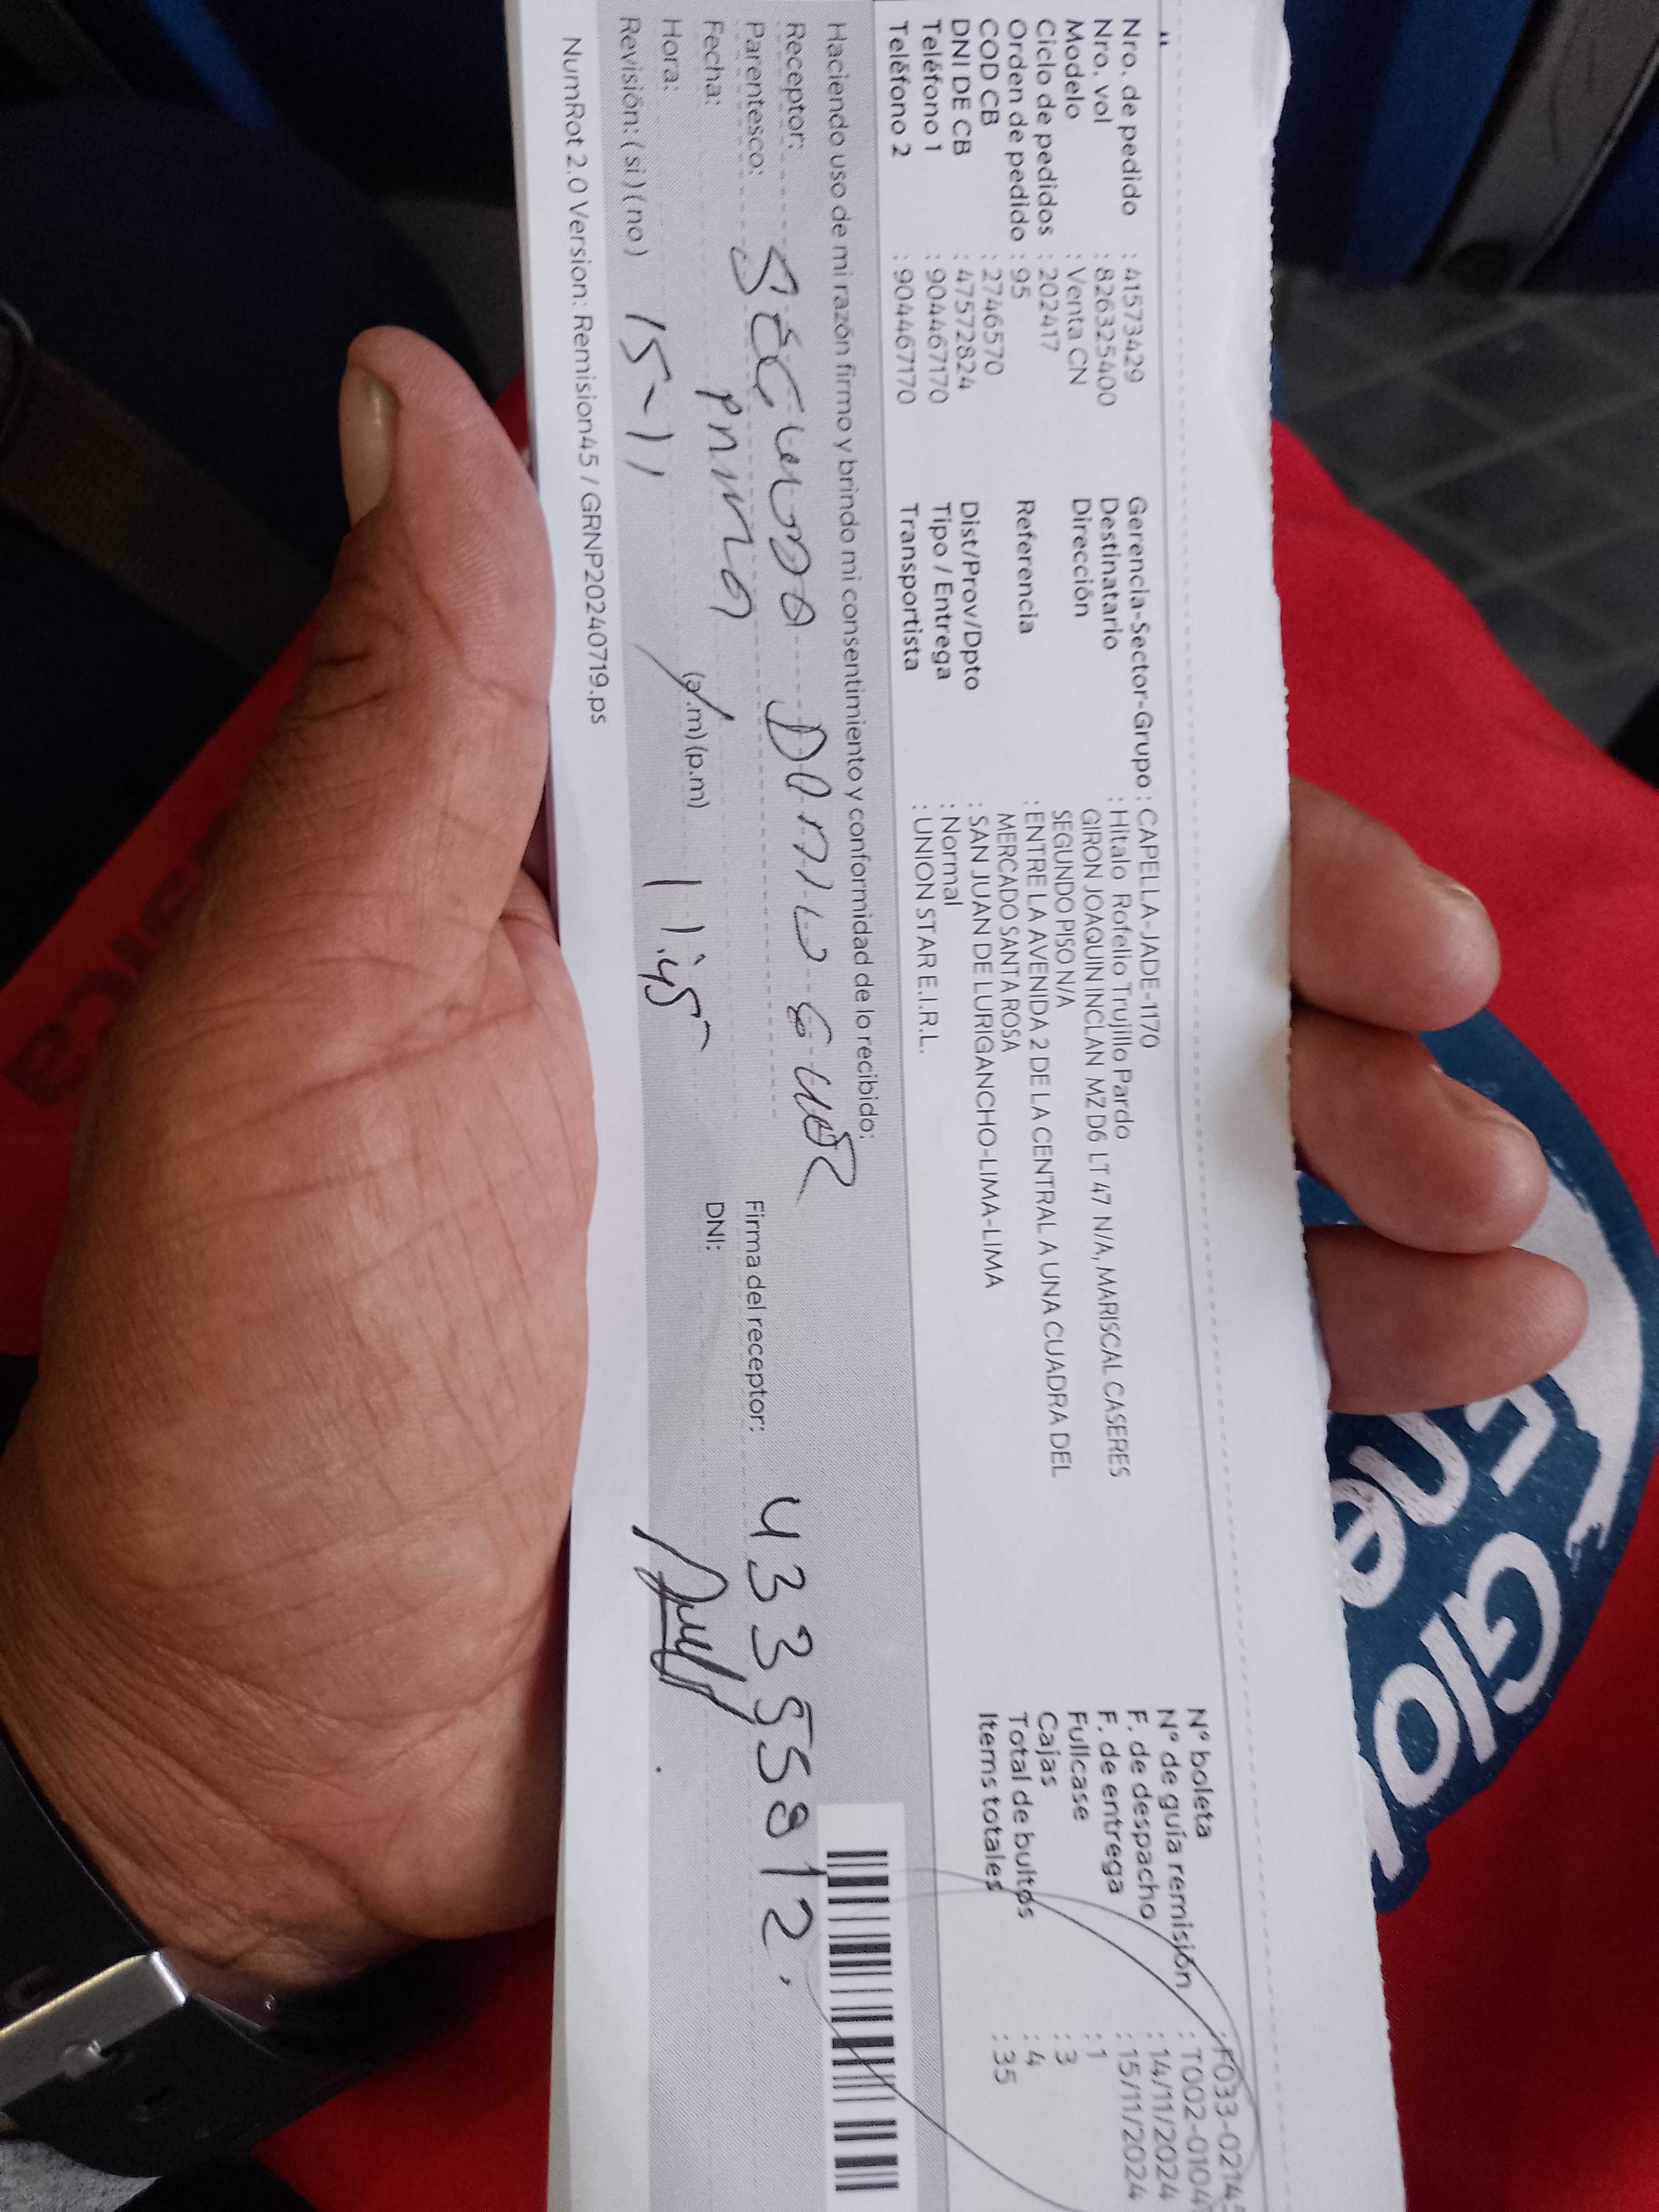 Nro. de pedido : 41573429
Nro. vol : 826325400
Modelo : Venta CN
Ciclo de pedidos : 202417
Orden de pedido : 95
COD CB : 2746570
DNI DE CB : 47572824
Teléfono 1 : 904467170
Teléfono 2 : 904467170
Gerencia-Sector-Grupo : CAPELLA-JADE-1170
Destinatario : Hitalo Rofelio Trujillo Pardo
Dirección GIRON JOAQUIN INCLAN MZ D6 LT 47 N/A, MARISCAL CASERES
SEGUNDO PISO N/A
Referencia : ENTRE LA AVENIDA 2 DE LA CENTRAL A UNA CUADRA DEL
MERCADO SANTA ROSA
Dist/Prov/Dpto : SAN JUAN DE LURIGANCHO-LIMA-LIMA
Tipo / Entrega : Normal
Transportista : UNION STAR E.I.R.L.
N° boleta : F033-0214
N° de guía remisión : T002-0104
F. de despacho : 14/11/2024
F. de entrega : 15/11/2024
Fullcase : 1
Cajas : 3
Total de bultos : 4
Items totales : 35
Haciendo uso de mi razón firmo y brindo mi consentimiento y conformidad de lo recibido:
Receptor: Segundo
Parentesco:
Fecha:
Hora: (a.m) (p.m) 11:45
Revisión: ( si ) ( no ) 15-11
Firma del receptor: 43355812.
DNI:
NumRot 2.0 Version: Remision45 / GRNP20240719.ps
Glo